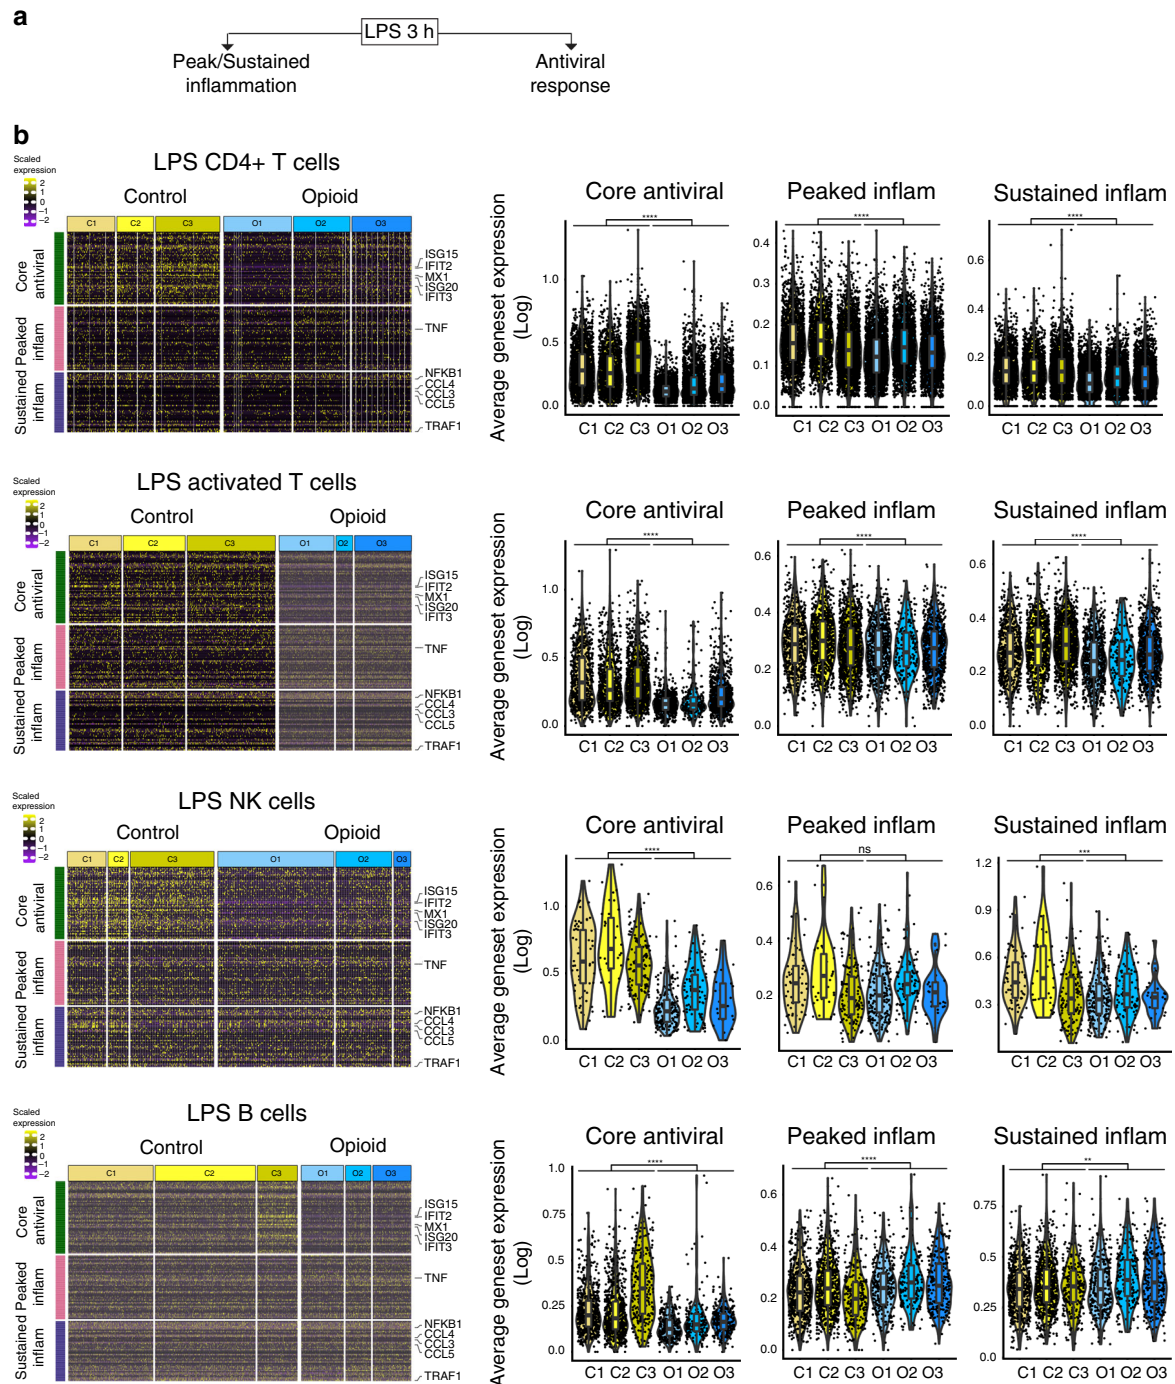 a
LPS 3 h
Peak/Sustained
inflammation
Antiviral
response
b
LPS CD4+ T cells
Scaled
expression
2
1
0
−1
−2
Control
Opioid
C1 C2 C3 O1 O2 O3
Core
antiviral
Peaked
inflam
Sustained
inflam
ISG15
IFIT2
MX1
ISG20
IFIT3
TNF
NFKB1
CCL4
CCL3
CCL5
TRAF1
Average geneset expression
(Log)
Core antiviral
****
1.0
0.5
0.0
C1 C2 C3 O1 O2 O3
Peaked inflam
****
0.4
0.3
0.2
0.1
0.0
C1 C2 C3 O1 O2 O3
Sustained inflam
****
0.6
0.4
0.2
0.0
C1 C2 C3 O1 O2 O3
LPS activated T cells
Scaled
expression
2
1
0
−1
−2
Control
Opioid
C1 C2 C3 O1 O2 O3
Core
antiviral
Peaked
inflam
Sustained
inflam
ISG15
IFIT2
MX1
ISG20
IFIT3
TNF
NFKB1
CCL4
CCL3
CCL5
TRAF1
Average geneset expression
(Log)
Core antiviral
****
1.0
0.5
0.0
C1 C2 C3 O1 O2 O3
Peaked inflam
****
0.6
0.4
0.2
0.0
C1 C2 C3 O1 O2 O3
Sustained inflam
****
0.6
0.4
0.2
0.0
C1 C2 C3 O1 O2 O3
LPS NK cells
Scaled
expression
2
1
0
−1
−2
Control
Opioid
C1 C2 C3 O1 O2 O3
Core
antiviral
Peaked
inflam
Sustained
inflam
ISG15
IFIT2
MX1
ISG20
IFIT3
TNF
NFKB1
CCL4
CCL3
CCL5
TRAF1
Average geneset expression
(Log)
Core antiviral
****
1.0
0.5
0.0
C1 C2 C3 O1 O2 O3
Peaked inflam
ns
0.6
0.4
0.2
C1 C2 C3 O1 O2 O3
Sustained inflam
***
1.2
0.9
0.6
0.3
C1 C2 C3 O1 O2 O3
LPS B cells
Scaled
expression
2
1
0
−1
−2
Control
Opioid
C1 C2 C3 O1 O2 O3
Core
antiviral
Peaked
inflam
Sustained
inflam
ISG15
IFIT2
MX1
ISG20
IFIT3
TNF
NFKB1
CCL4
CCL3
CCL5
TRAF1
Average geneset expression
(Log)
Core antiviral
****
1.0
0.75
0.5
0.25
0.0
C1 C2 C3 O1 O2 O3
Peaked inflam
****
0.6
0.4
0.2
0.0
C1 C2 C3 O1 O2 O3
Sustained inflam
**
0.75
0.5
0.25
0.0
C1 C2 C3 O1 O2 O3